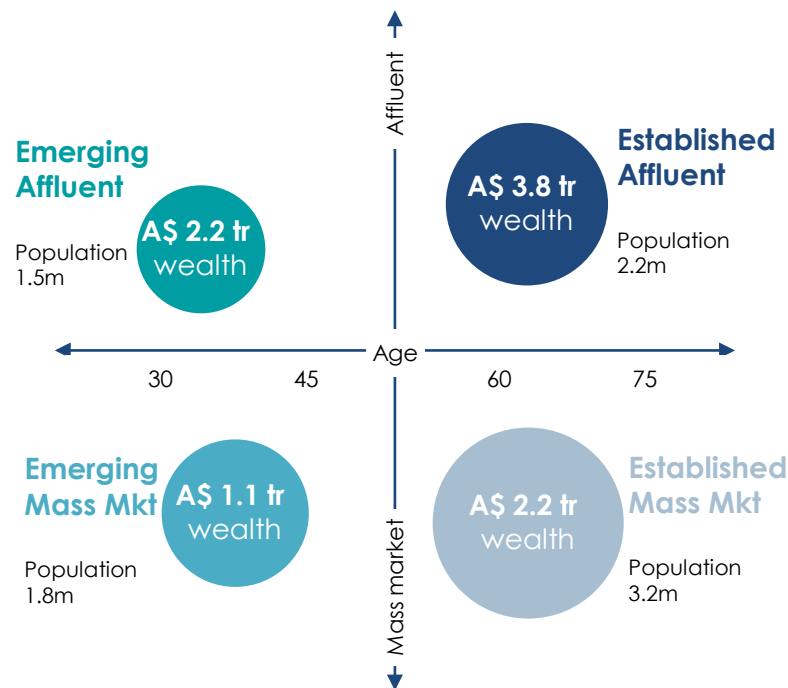 Affluent
Emerging
Affluent
Population
1.5m
A$ 2.2 tr
wealth
Established
Affluent
A$ 3.8 tr
wealth
Population
2.2m
Age
30
45
60
75
Emerging
Mass Mkt
A$ 1.1 tr
wealth
Population
1.8m
Established
Mass Mkt
A$ 2.2 tr
wealth
Population
3.2m
Mass market